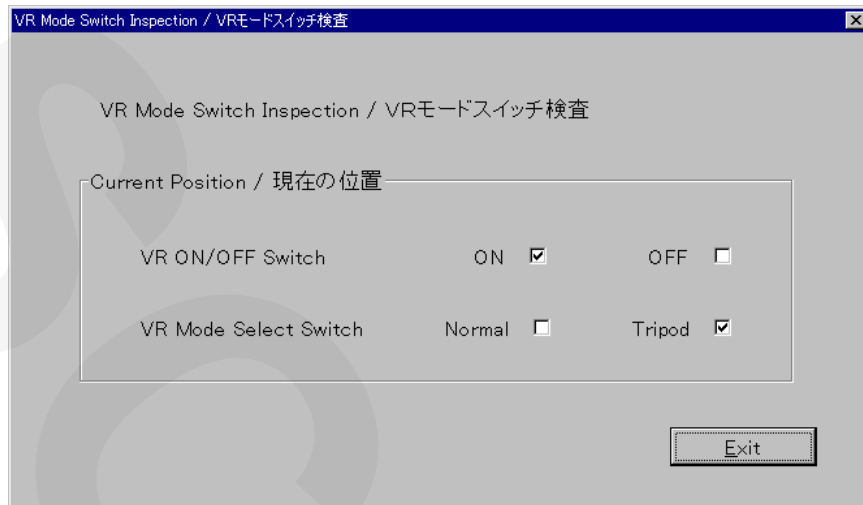 VR Mode Switch Inspection / VRモードスイッチ検査
VR Mode Switch Inspection / VRモードスイッチ検査
Current Position / 現在の位置
VR ON/OFF Switch ON OFF
VR Mode Select Switch Normal Tripod
Exit